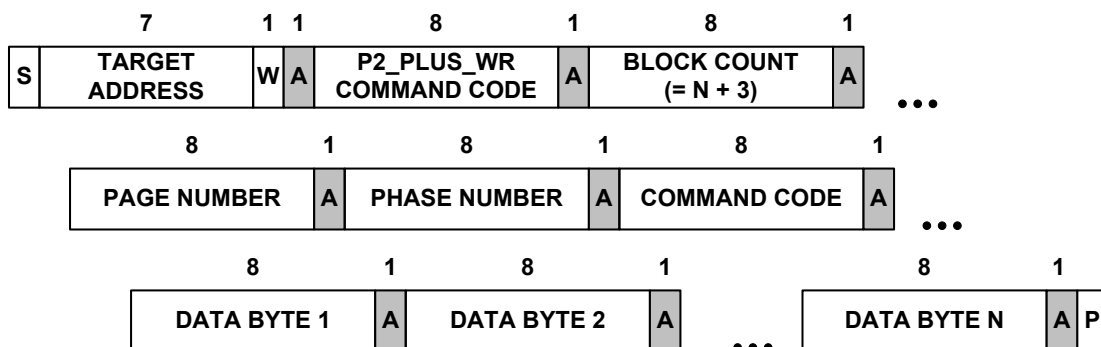 7 1 1 8 1 8 1
S TARGET ADDRESS W A P2_PLUS_WR COMMAND CODE A BLOCK COUNT (= N + 3) A •••
8 1 8 1 8 1
PAGE NUMBER A PHASE NUMBER A COMMAND CODE A •••
8 1 8 1 8 1
DATA BYTE 1 A DATA BYTE 2 A ••• DATA BYTE N A P